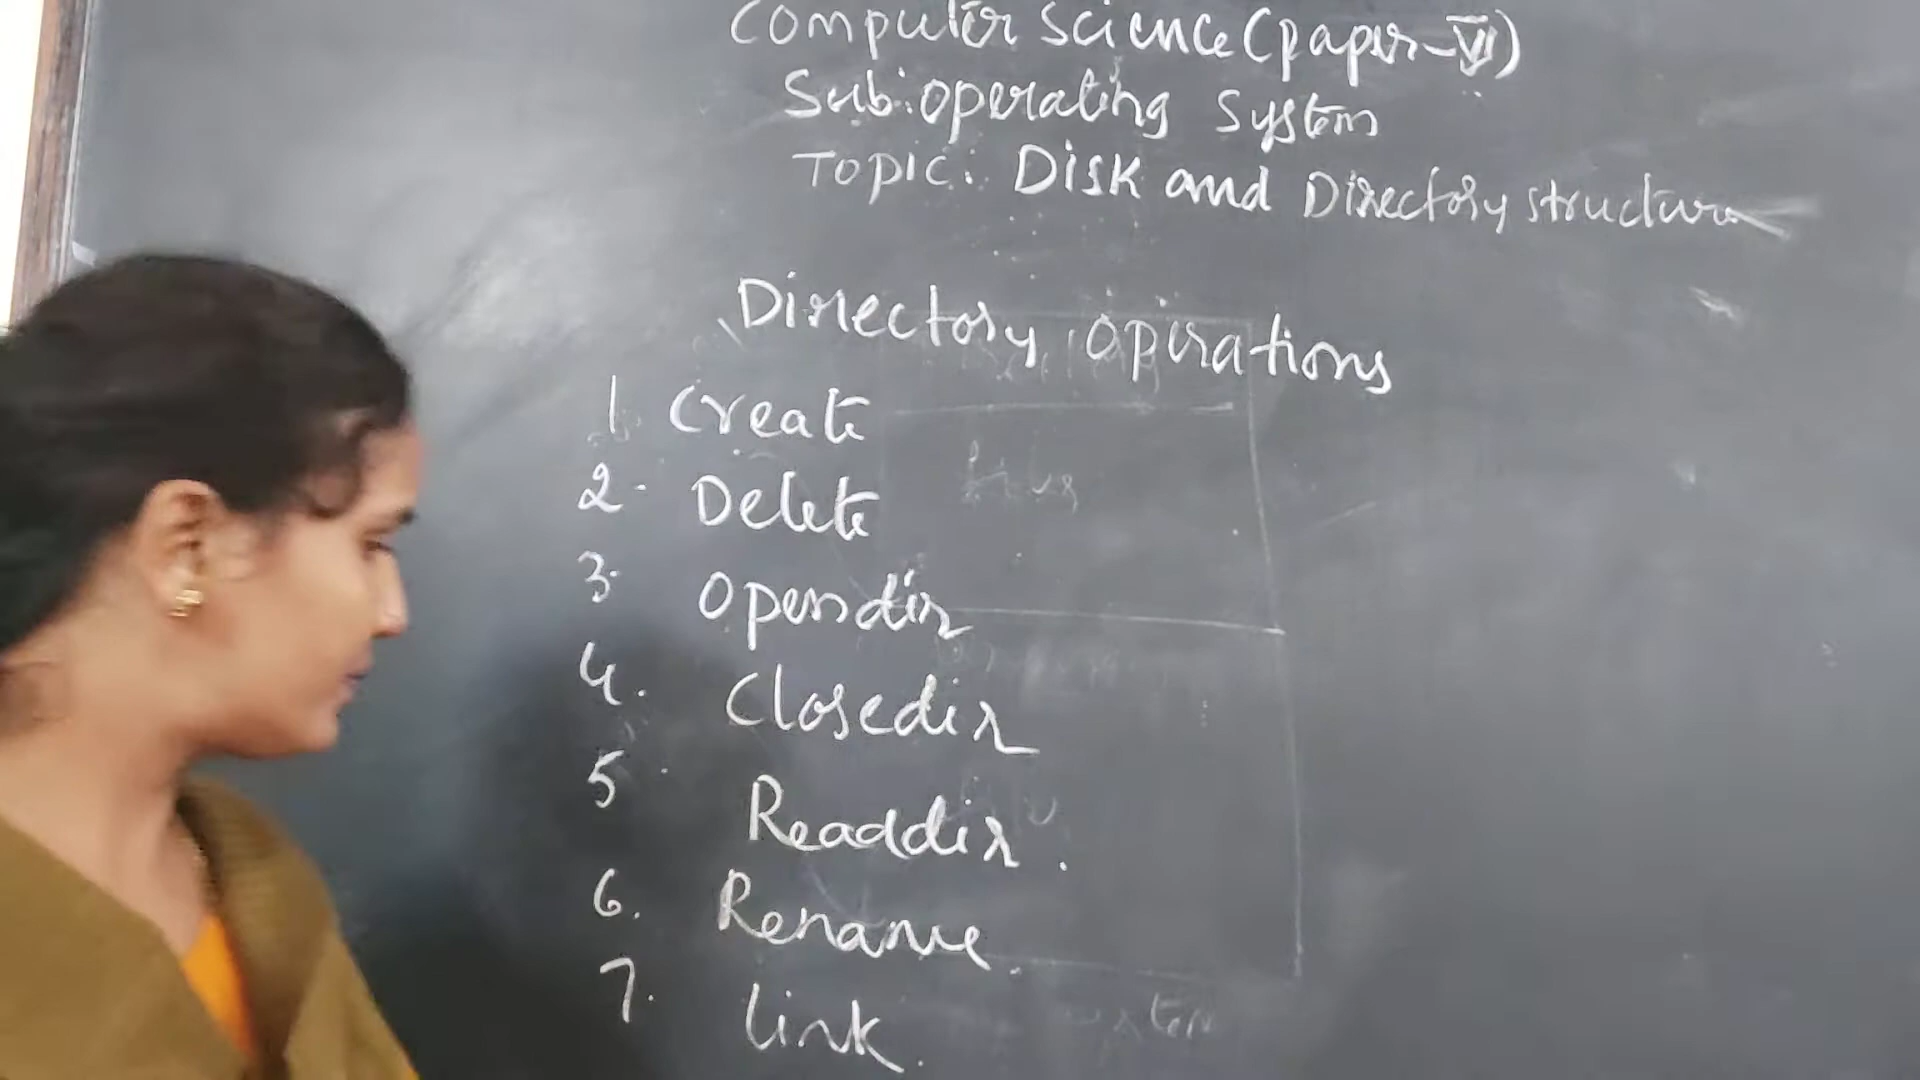 Computer Science (paper-VI)
Sub: operating System
Topic: Disk and Directory structure
Directory operations
1 Create
2. Delete
3. Opendir
4. Closedir
5. Readdir.
6. Rename.
7. link.